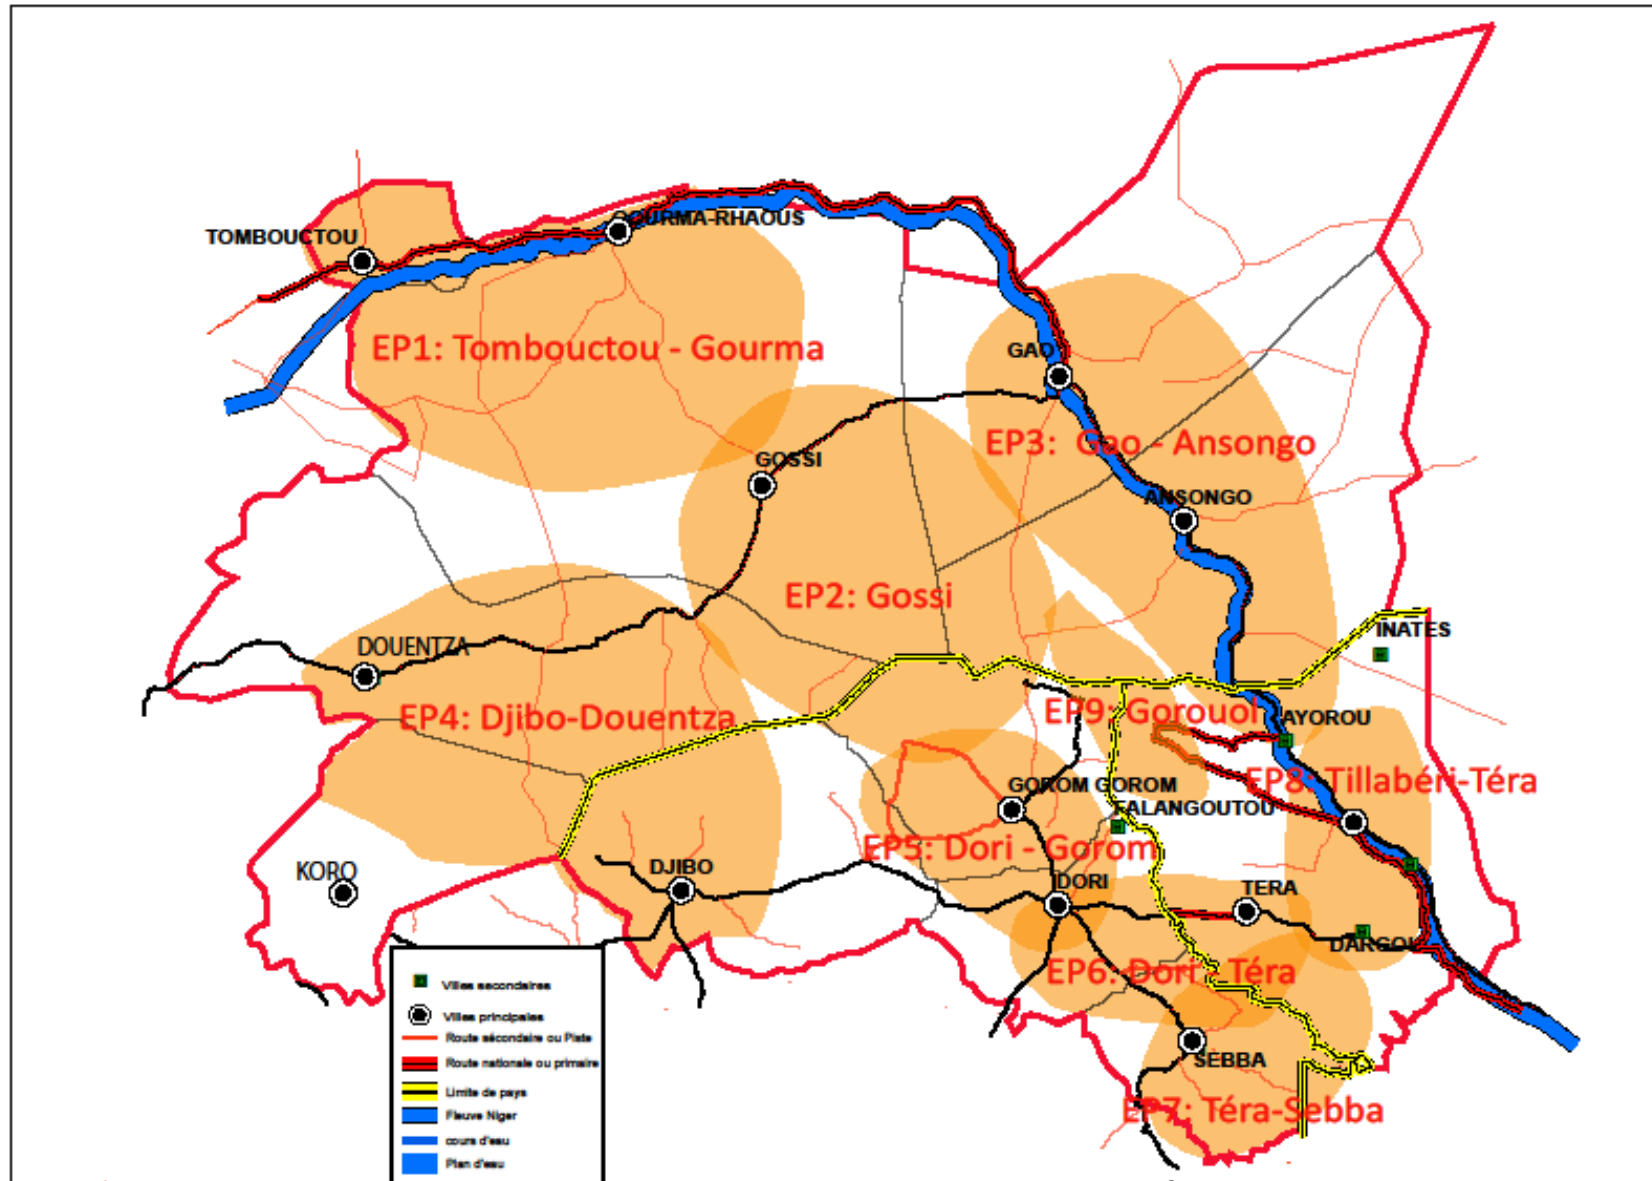 GOURMA-RHAOUS
TOMBOUCTOU
EP1: Tombouctou - Gourma
GAO
EP3: Gao - Ansongo
GOSSI
ANSONGO
EP2: Gossi
INATES
DOUENTZA
EP4: Djibo-Douentza
EP9: Gorouol
AYOROU
EP8: Tillabéri-Téra
GOROM GOROM
FALANGOUTOU
EP5: Dori - Gorom
DJIBO
KORO
DORI
TERA
DARGOL
EP6: Dori - Téra
SEBBA
EP7: Téra-Sebba
Villes secondaires
Villes principales
Route sécondaire ou Piste
Route nationale ou primaire
Limite de pays
Fleuve Niger
cours d'eau
Plan d'eau